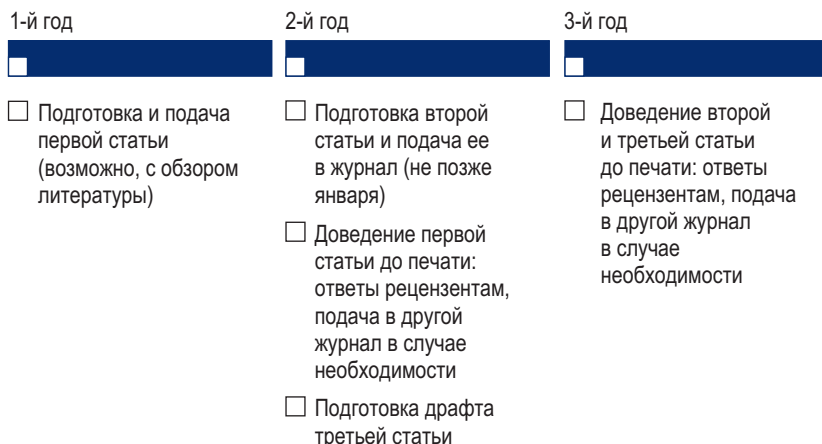 1-й год
Подготовка и подача
первой статьи
(возможно, с обзором
литературы)
2-й год
Подготовка второй
статьи и подача ее
в журнал (не позже
января)
Доведение первой
статьи до печати:
ответы рецензентам,
подача в другой
журнал в случае
необходимости
Подготовка драфта
третьей статьи
3-й год
Доведение второй
и третьей статьи
до печати: ответы
рецензентам, подача
в другой журнал
в случае
необходимости